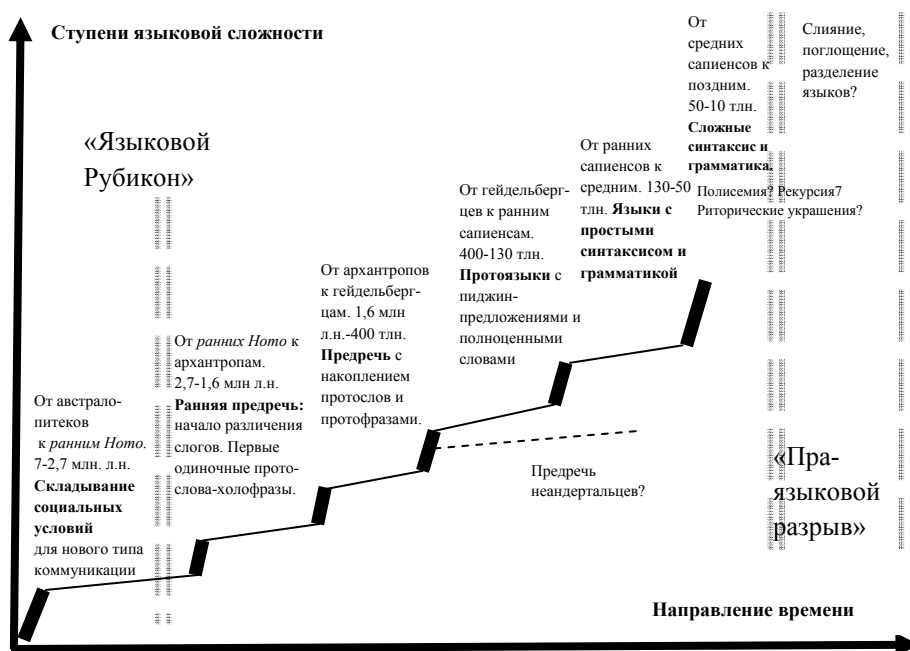 Ступени языковой сложности
«Языковой
Рубикон»
От австрало-
питеков
к ранним Homo.
7-2,7 млн. л.н.
Складывание
социальных
условий
для нового типа
коммуникации
От ранних Homo к
архантропам.
2,7-1,6 млн л.н.
Ранняя предречь:
начало различения
слогов. Первые
одиночные прото-
слова-холофразы.
От архантропов
к гейдельберг-
цам. 1,6 млн
л.н.-400 тлн.
Предречь с
накоплением
протослов и
протофразами.
От гейдельберг-
цев к ранним
сапиенсам.
400-130 тлн.
Протоязыки с
пиджин-
предложениями и
полноценными
словами
От ранних
сапиенсов к
средним. 130-50
тлн. Языки с
простыми
синтаксисом и
грамматикой
От
средних
сапиенсов к
поздним.
50-10 тлн.
Сложные
синтаксис и
грамматика.
Полисемия? Рекурсия7
Риторические украшения?
Слияние,
поглощение,
разделение
языков?
Предречь
неандертальцев?
«Пра-
языковой
разрыв»
Направление времени